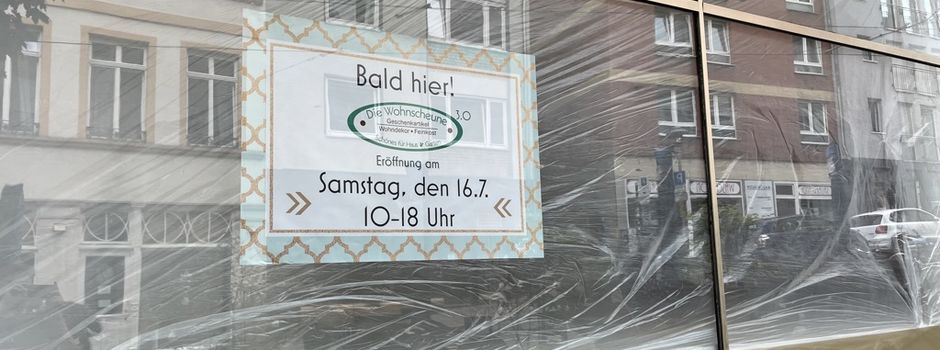 Bald hier!
Die Wohnscheune 3.0
Geschenkartikel
Wohndekor • Feinkost
Schönes für Haus & Garten
Eröffnung am
Samstag, den 16.7.
10-18 Uhr